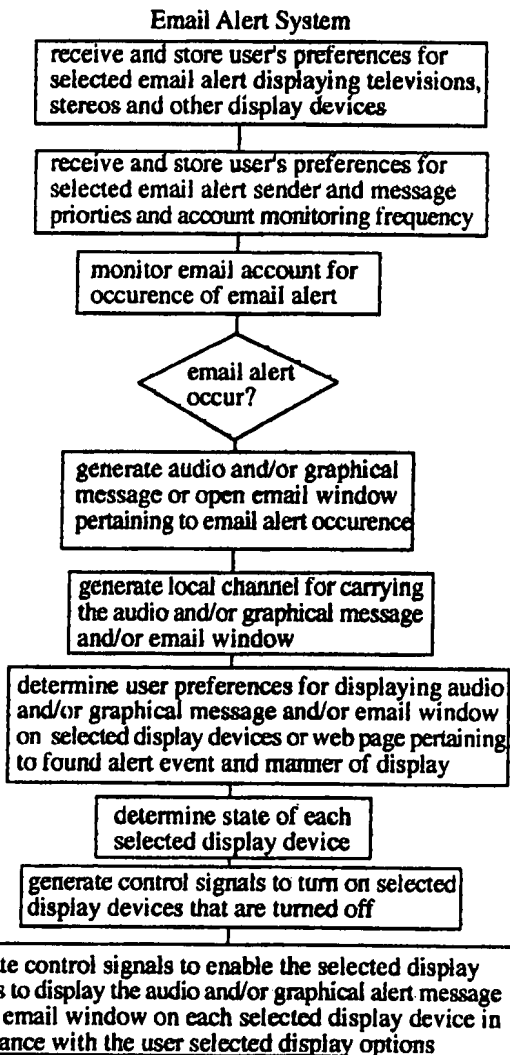 Email Alert System
receive and store user's preferences for
selected email alert displaying televisions,
stereos and other display devices
receive and store user's preferences for
selected email alert sender and message
priorties and account monitoring frequency
monitor email account for
occurence of email alert
email alert
occur?
generate audio and/or graphical
message or open email window
pertaining to email alert occurence
generate local channel for carrying
the audio and/or graphical message
and/or email window
determine user preferences for displaying audio
and/or graphical message and/or email window
on selected display devices or web page pertaining
to found alert event and manner of display
determine state of each
selected display device
generate control signals to turn on selected
display devices that are turned off
control signals to enable the selected display
to display the audio and/or graphical alert message
email window on each selected display device in
with the user selected display options